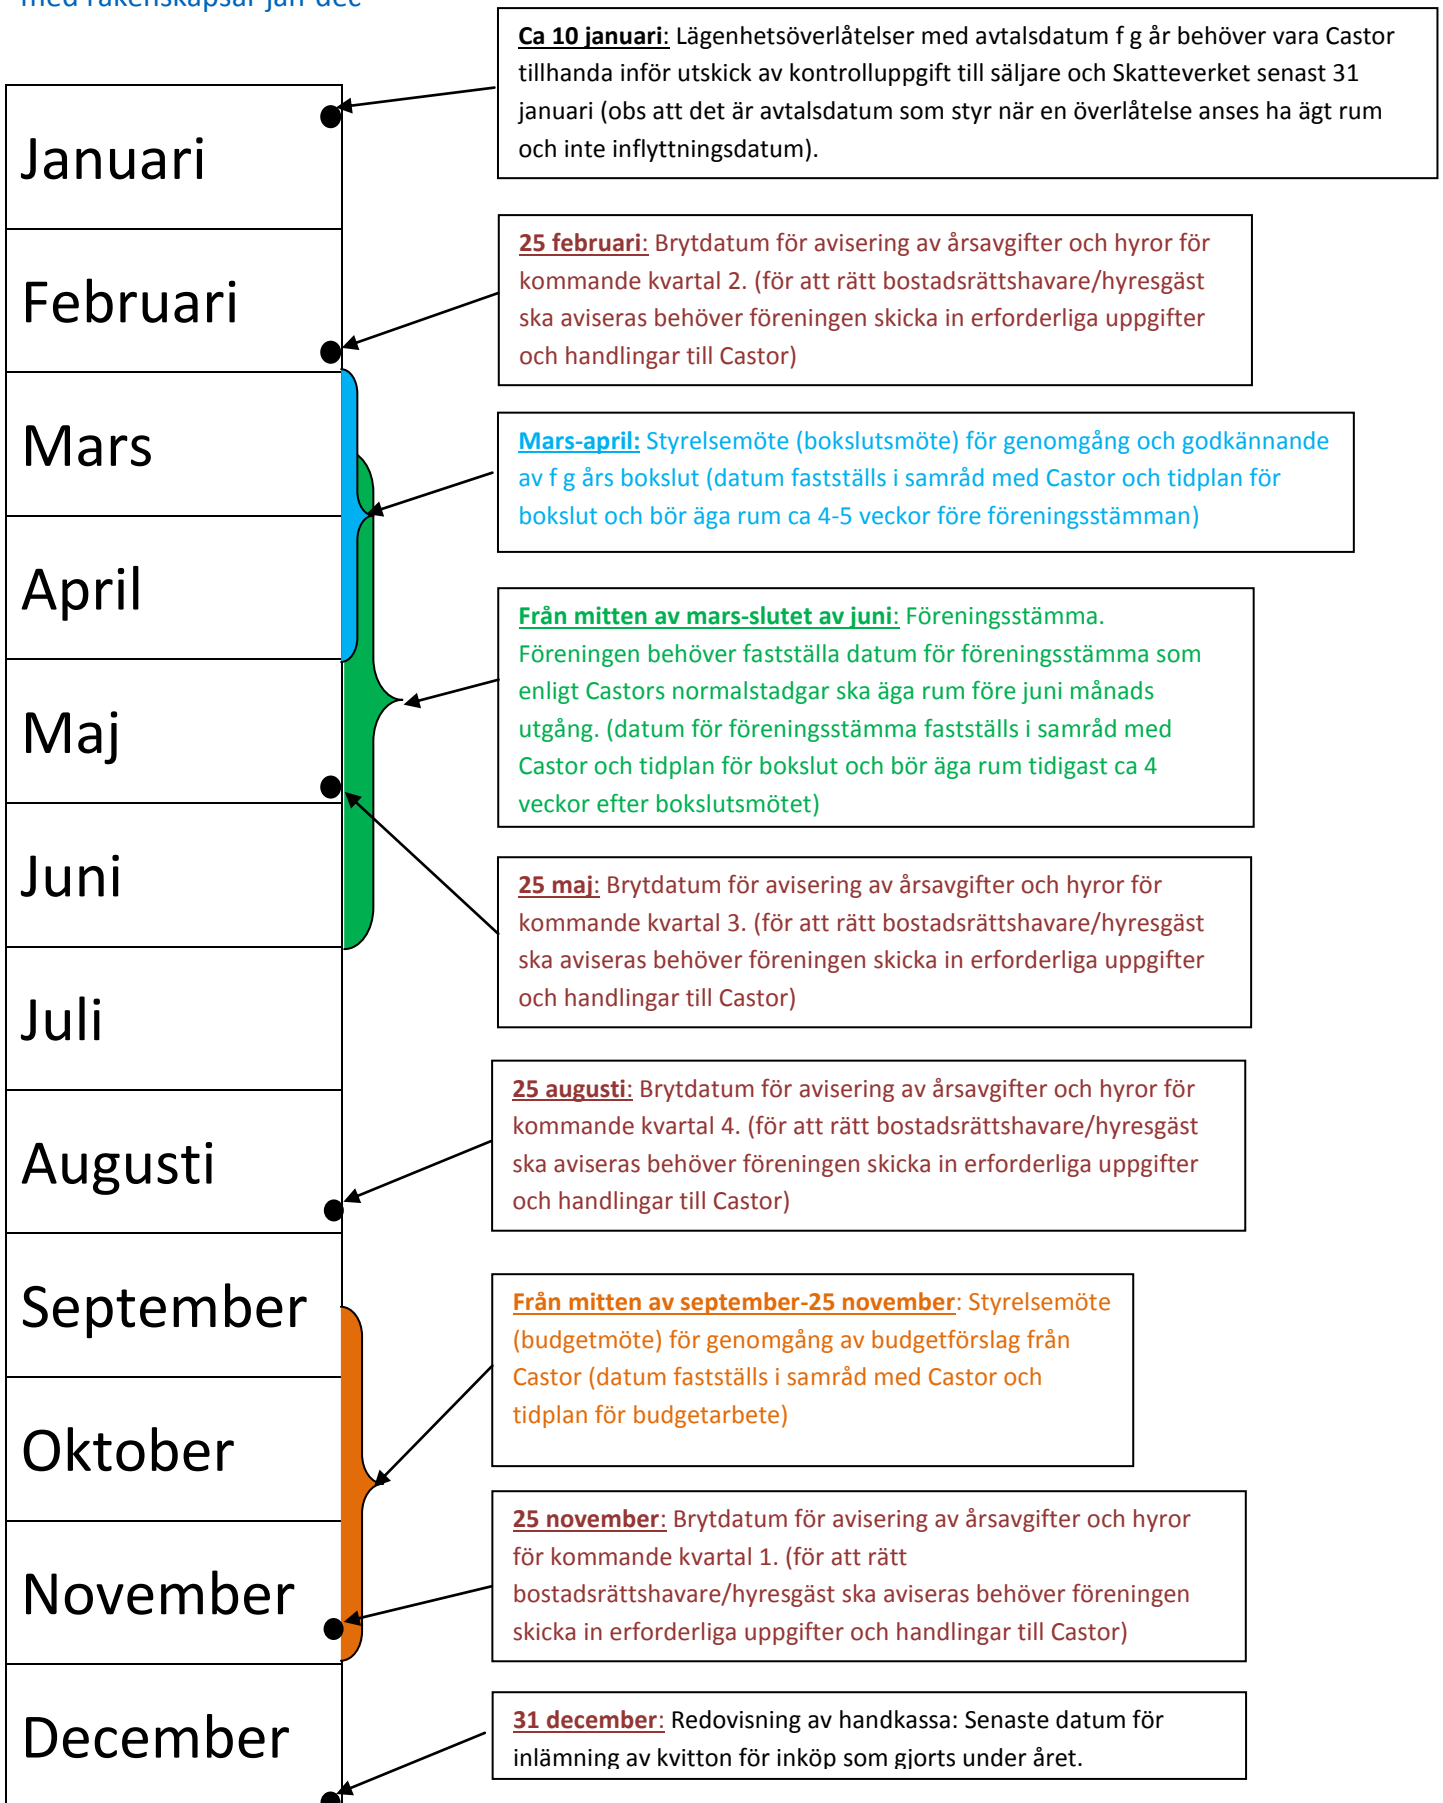 med räkenskapsår jan-dec
Ca 10 januari: Lägenhetsöverlåtelser med avtalsdatum f g år behöver vara Castor
tillhanda inför utskick av kontrolluppgift till säljare och Skatteverket senast 31
januari (obs att det är avtalsdatum som styr när en överlåtelse anses ha ägt rum
och inte inflyttningsdatum).
Januari
25 februari: Brytdatum för avisering av årsavgifter och hyror för
kommande kvartal 2. (för att rätt bostadsrättshavare/hyresgäst
ska aviseras behöver föreningen skicka in erforderliga uppgifter
och handlingar till Castor)
Februari
Mars
Mars-april: Styrelsemöte (bokslutsmöte) för genomgång och godkännande
av f g års bokslut (datum fastställs i samråd med Castor och tidplan för
bokslut och bör äga rum ca 4-5 veckor före föreningsstämman)
April
Från mitten av mars-slutet av juni: Föreningsstämma.
Föreningen behöver fastställa datum för föreningsstämma som
enligt Castors normalstadgar ska äga rum före juni månads
utgång. (datum för föreningsstämma fastställs i samråd med
Castor och tidplan för bokslut och bör äga rum tidigast ca 4
veckor efter bokslutsmötet)
Maj
Juni
25 maj: Brytdatum för avisering av årsavgifter och hyror för
kommande kvartal 3. (för att rätt bostadsrättshavare/hyresgäst
ska aviseras behöver föreningen skicka in erforderliga uppgifter
och handlingar till Castor)
Juli
25 augusti: Brytdatum för avisering av årsavgifter och hyror för
kommande kvartal 4. (för att rätt bostadsrättshavare/hyresgäst
ska aviseras behöver föreningen skicka in erforderliga uppgifter
och handlingar till Castor)
Augusti
September
Från mitten av september-25 november: Styrelsemöte
(budgetmöte) för genomgång av budgetförslag från
Castor (datum fastställs i samråd med Castor och
tidplan för budgetarbete)
Oktober
25 november: Brytdatum för avisering av årsavgifter och hyror
för kommande kvartal 1. (för att rätt
bostadsrättshavare/hyresgäst ska aviseras behöver föreningen
skicka in erforderliga uppgifter och handlingar till Castor)
November
31 december: Redovisning av handkassa: Senaste datum för
inlämning av kvitton för inköp som gjorts under året.
December